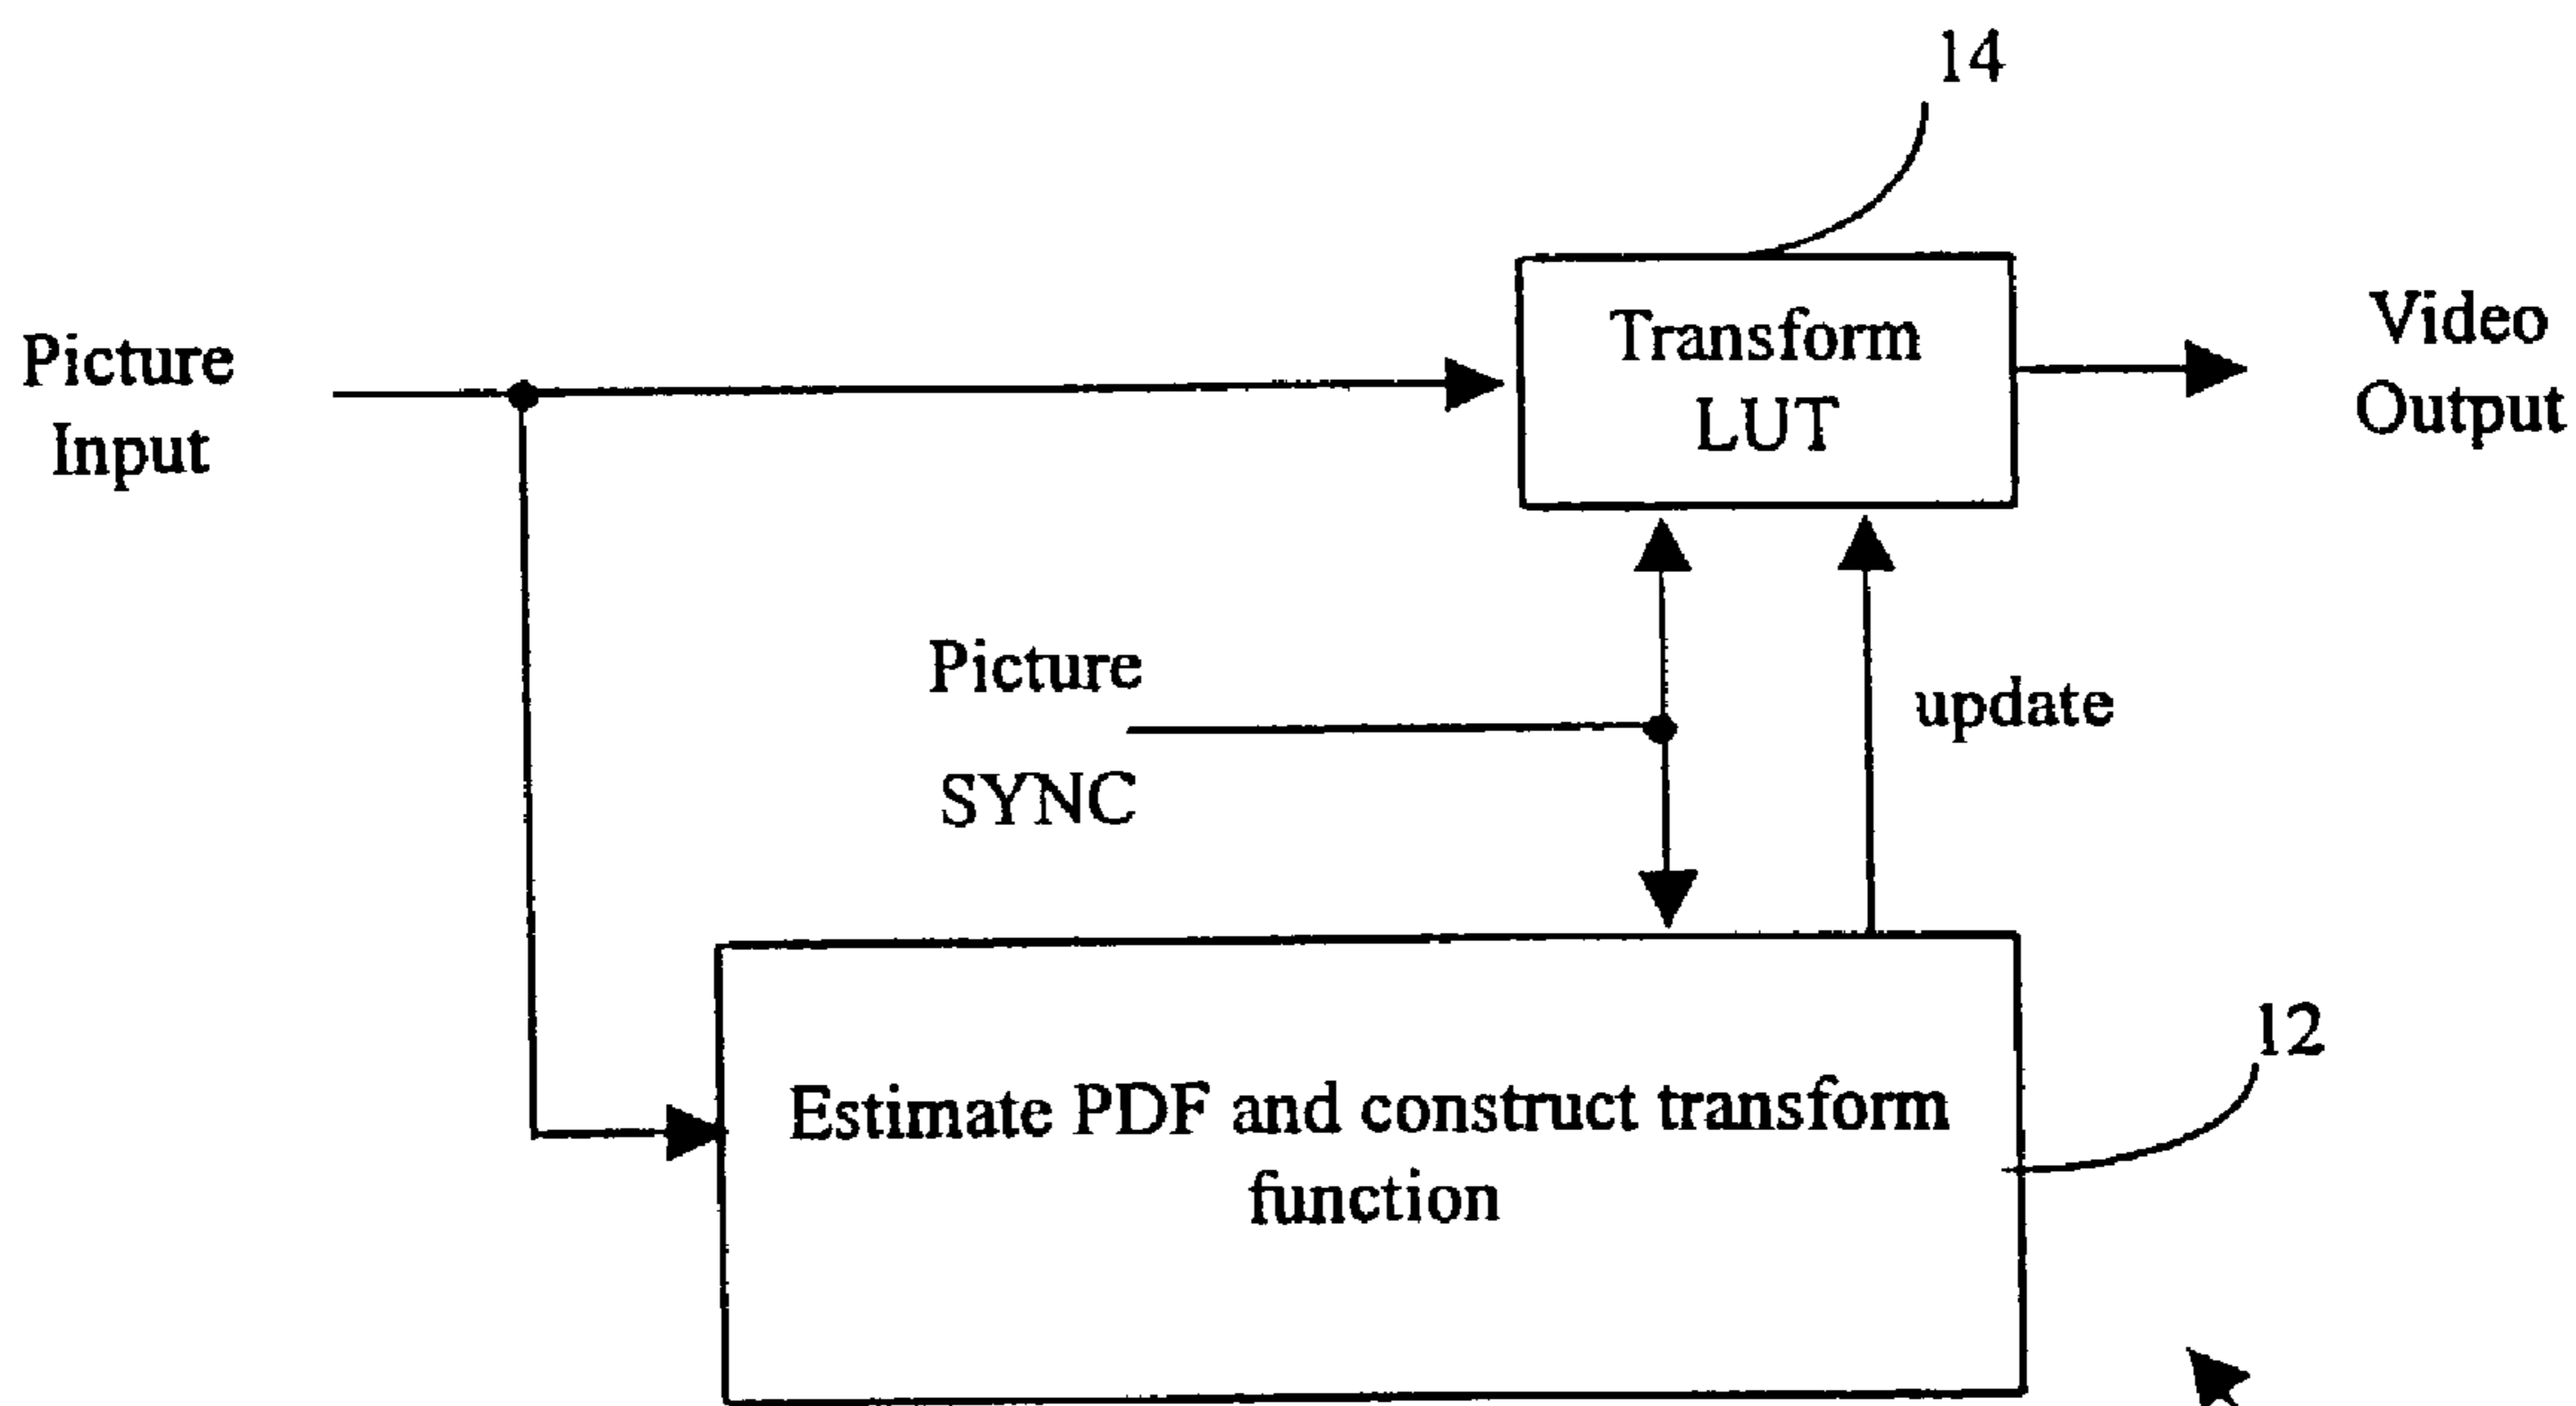 14
Picture
Input
Transform
LUT
Video
Output
Picture
SYNC
update
12
Estimate PDF and construct transform
function